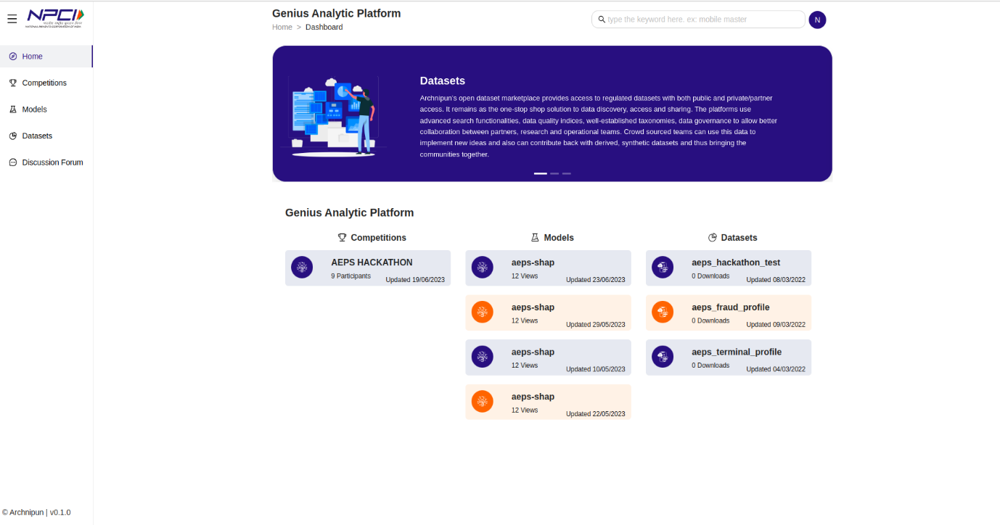 NPCI
NATIONAL PAYMENTS CORPORATION OF INDIA
Genius Analytic Platform
Home > Dashboard
type the keyword here. ex: mobile master
N
Home
Competitions
Models
Datasets
Discussion Forum
Datasets
Archnipun's open dataset marketplace provides access to regulated datasets with both public and private/partner
access. It remains as the one-stop shop solution to data discovery, access and sharing. The platforms use
advanced search functionalities, data quality indices, well-established taxonomies, data governance to allow better
collaboration between partners, research and operational teams. Crowd sourced teams can use this data to
implement new ideas and also can contribute back with derived, synthetic datasets and thus bringing the
communities together.
Genius Analytic Platform
Competitions
AEPS HACKATHON
9 Participants
Updated 19/06/2023
Models
aeps-shap
12 Views
Updated 23/06/2023
aeps-shap
12 Views
Updated 29/05/2023
aeps-shap
12 Views
Updated 10/05/2023
aeps-shap
12 Views
Updated 22/05/2023
Datasets
aeps_hackathon_test
0 Downloads
Updated 08/03/2022
aeps_fraud_profile
0 Downloads
Updated 09/03/2022
aeps_terminal_profile
0 Downloads
Updated 04/03/2022
© Archnipun | v0.1.0